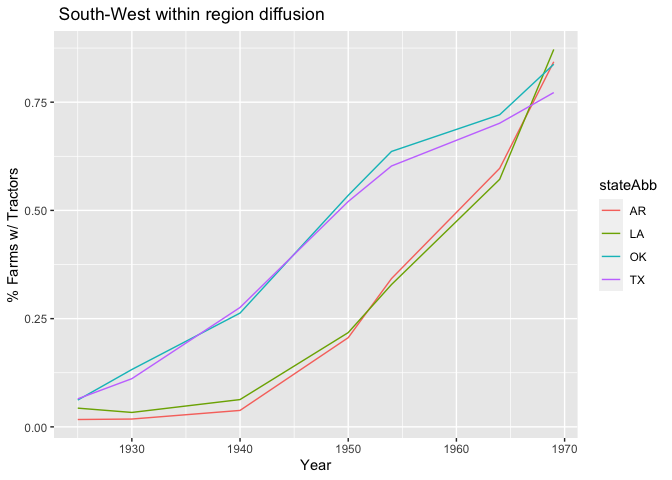 South-West within region diffusion
% Farms w/ Tractors
0.75
0.50
0.25
0.00
1930 1940 1950 1960 1970
Year
stateAbb
AR
LA
OK
TX